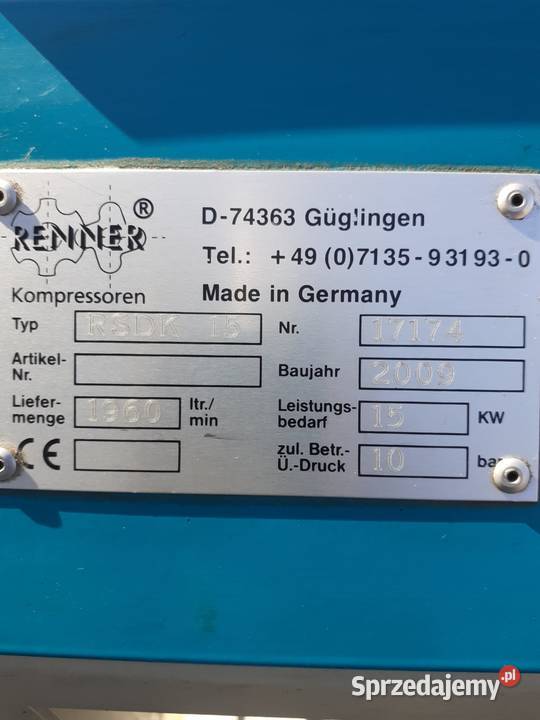 RENNER®
D-74363 Güglingen
Tel.: +49 (0)7135-93193-0
Kompressoren Made in Germany
Typ RSDK 15 Nr. 17174
Artikel-
Nr.
Baujahr 2009
Liefer-
menge 1960 ltr./
min
Leistungs-
bedarf 15 KW
CE
zul. Betr.-
Ü.-Druck 10 bar
Sprzedajemy.pl